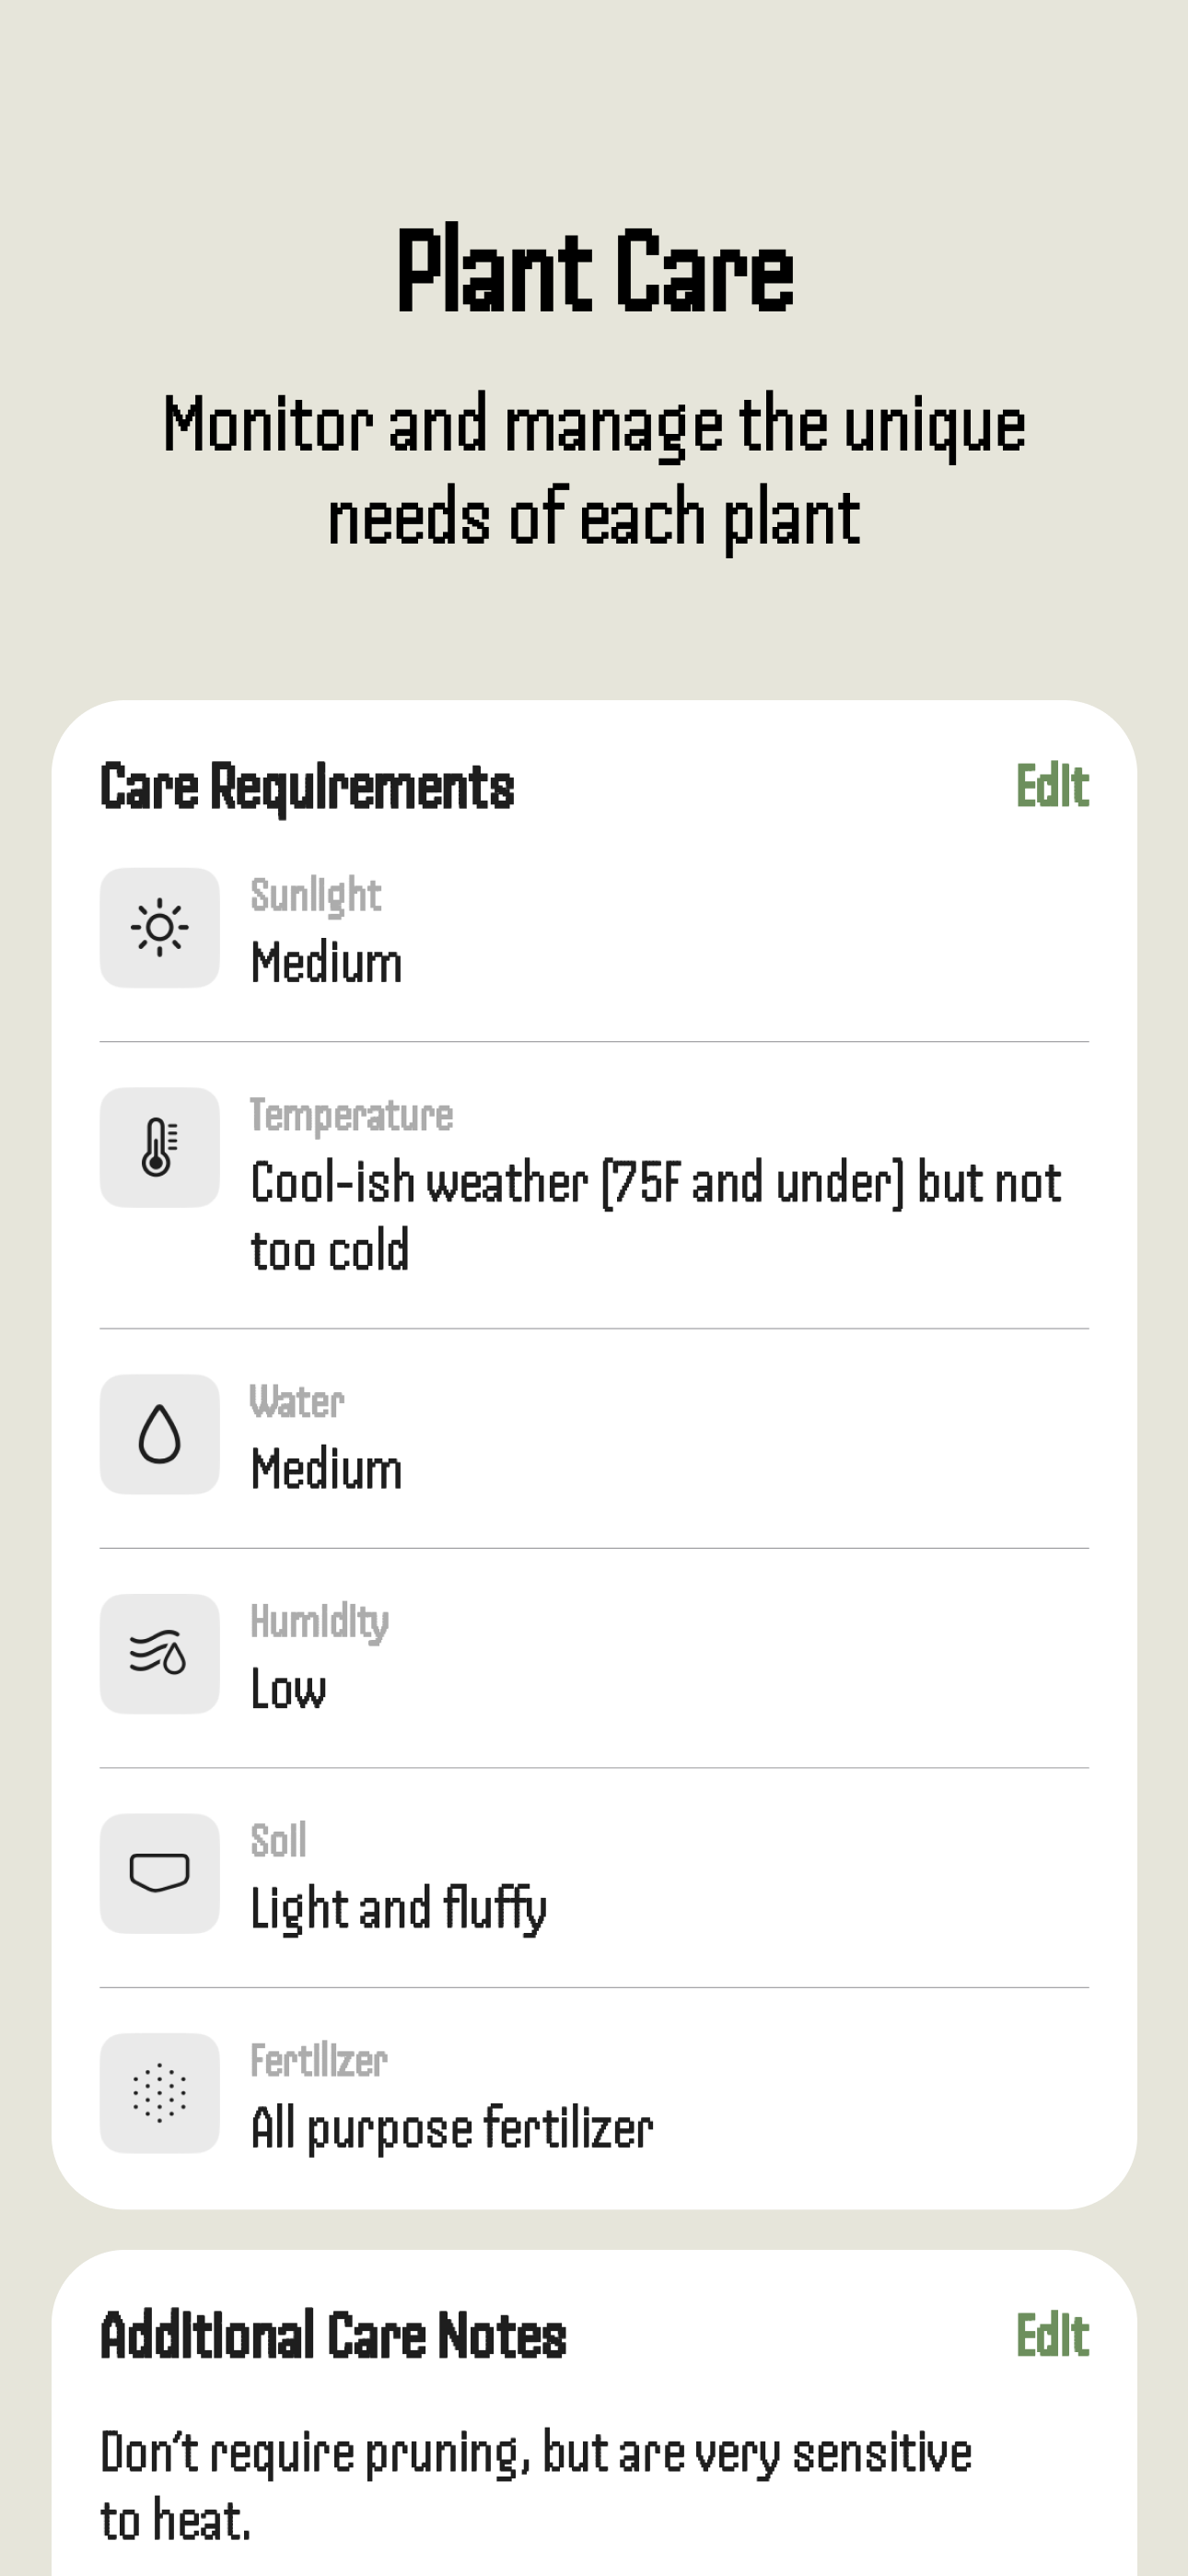 Plant Care
Monitor and manage the unique
needs of each plant
Care Requirements
Edit
Sunlight
Medium
Temperature
Cool-ish weather (75F and under) but not
too cold
Water
Medium
Humidity
Low
Soil
Light and fluffy
Fertilizer
All purpose fertilizer
Additional Care Notes
Edit
Don’t require pruning, but are very sensitive
to heat.